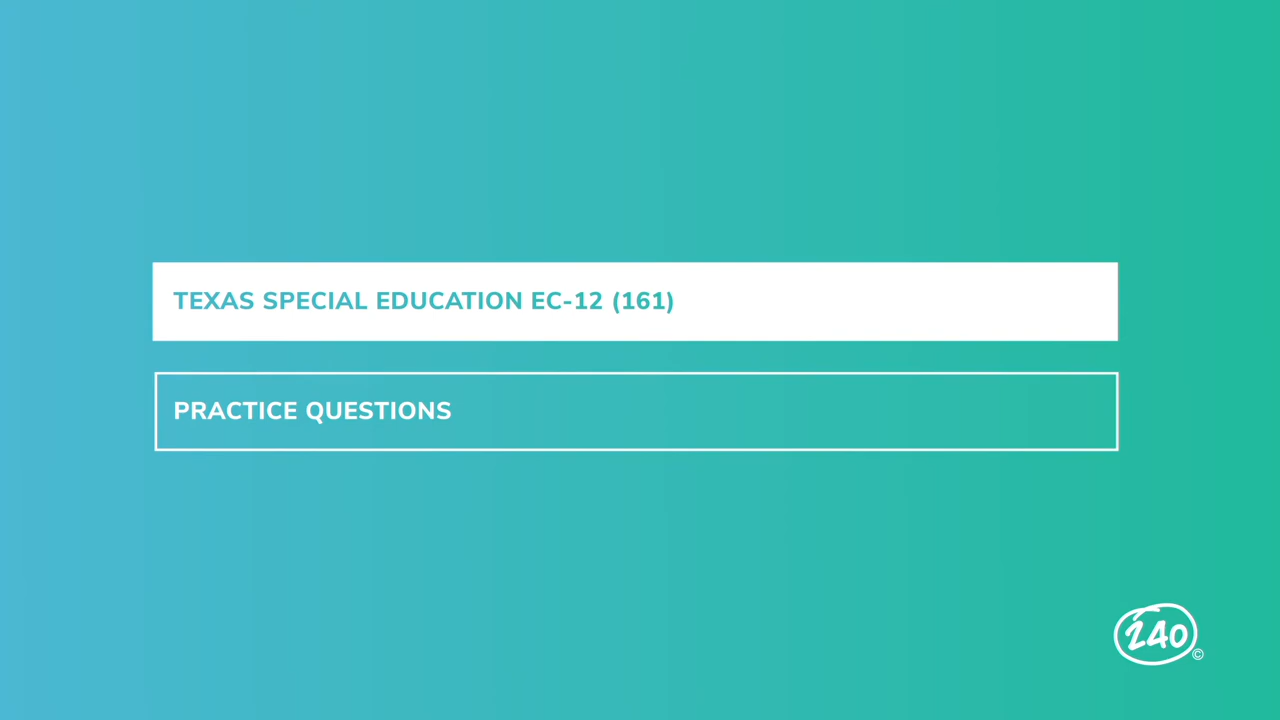 TEXAS SPECIAL EDUCATION EC-12 (161)
PRACTICE QUESTIONS
240
©